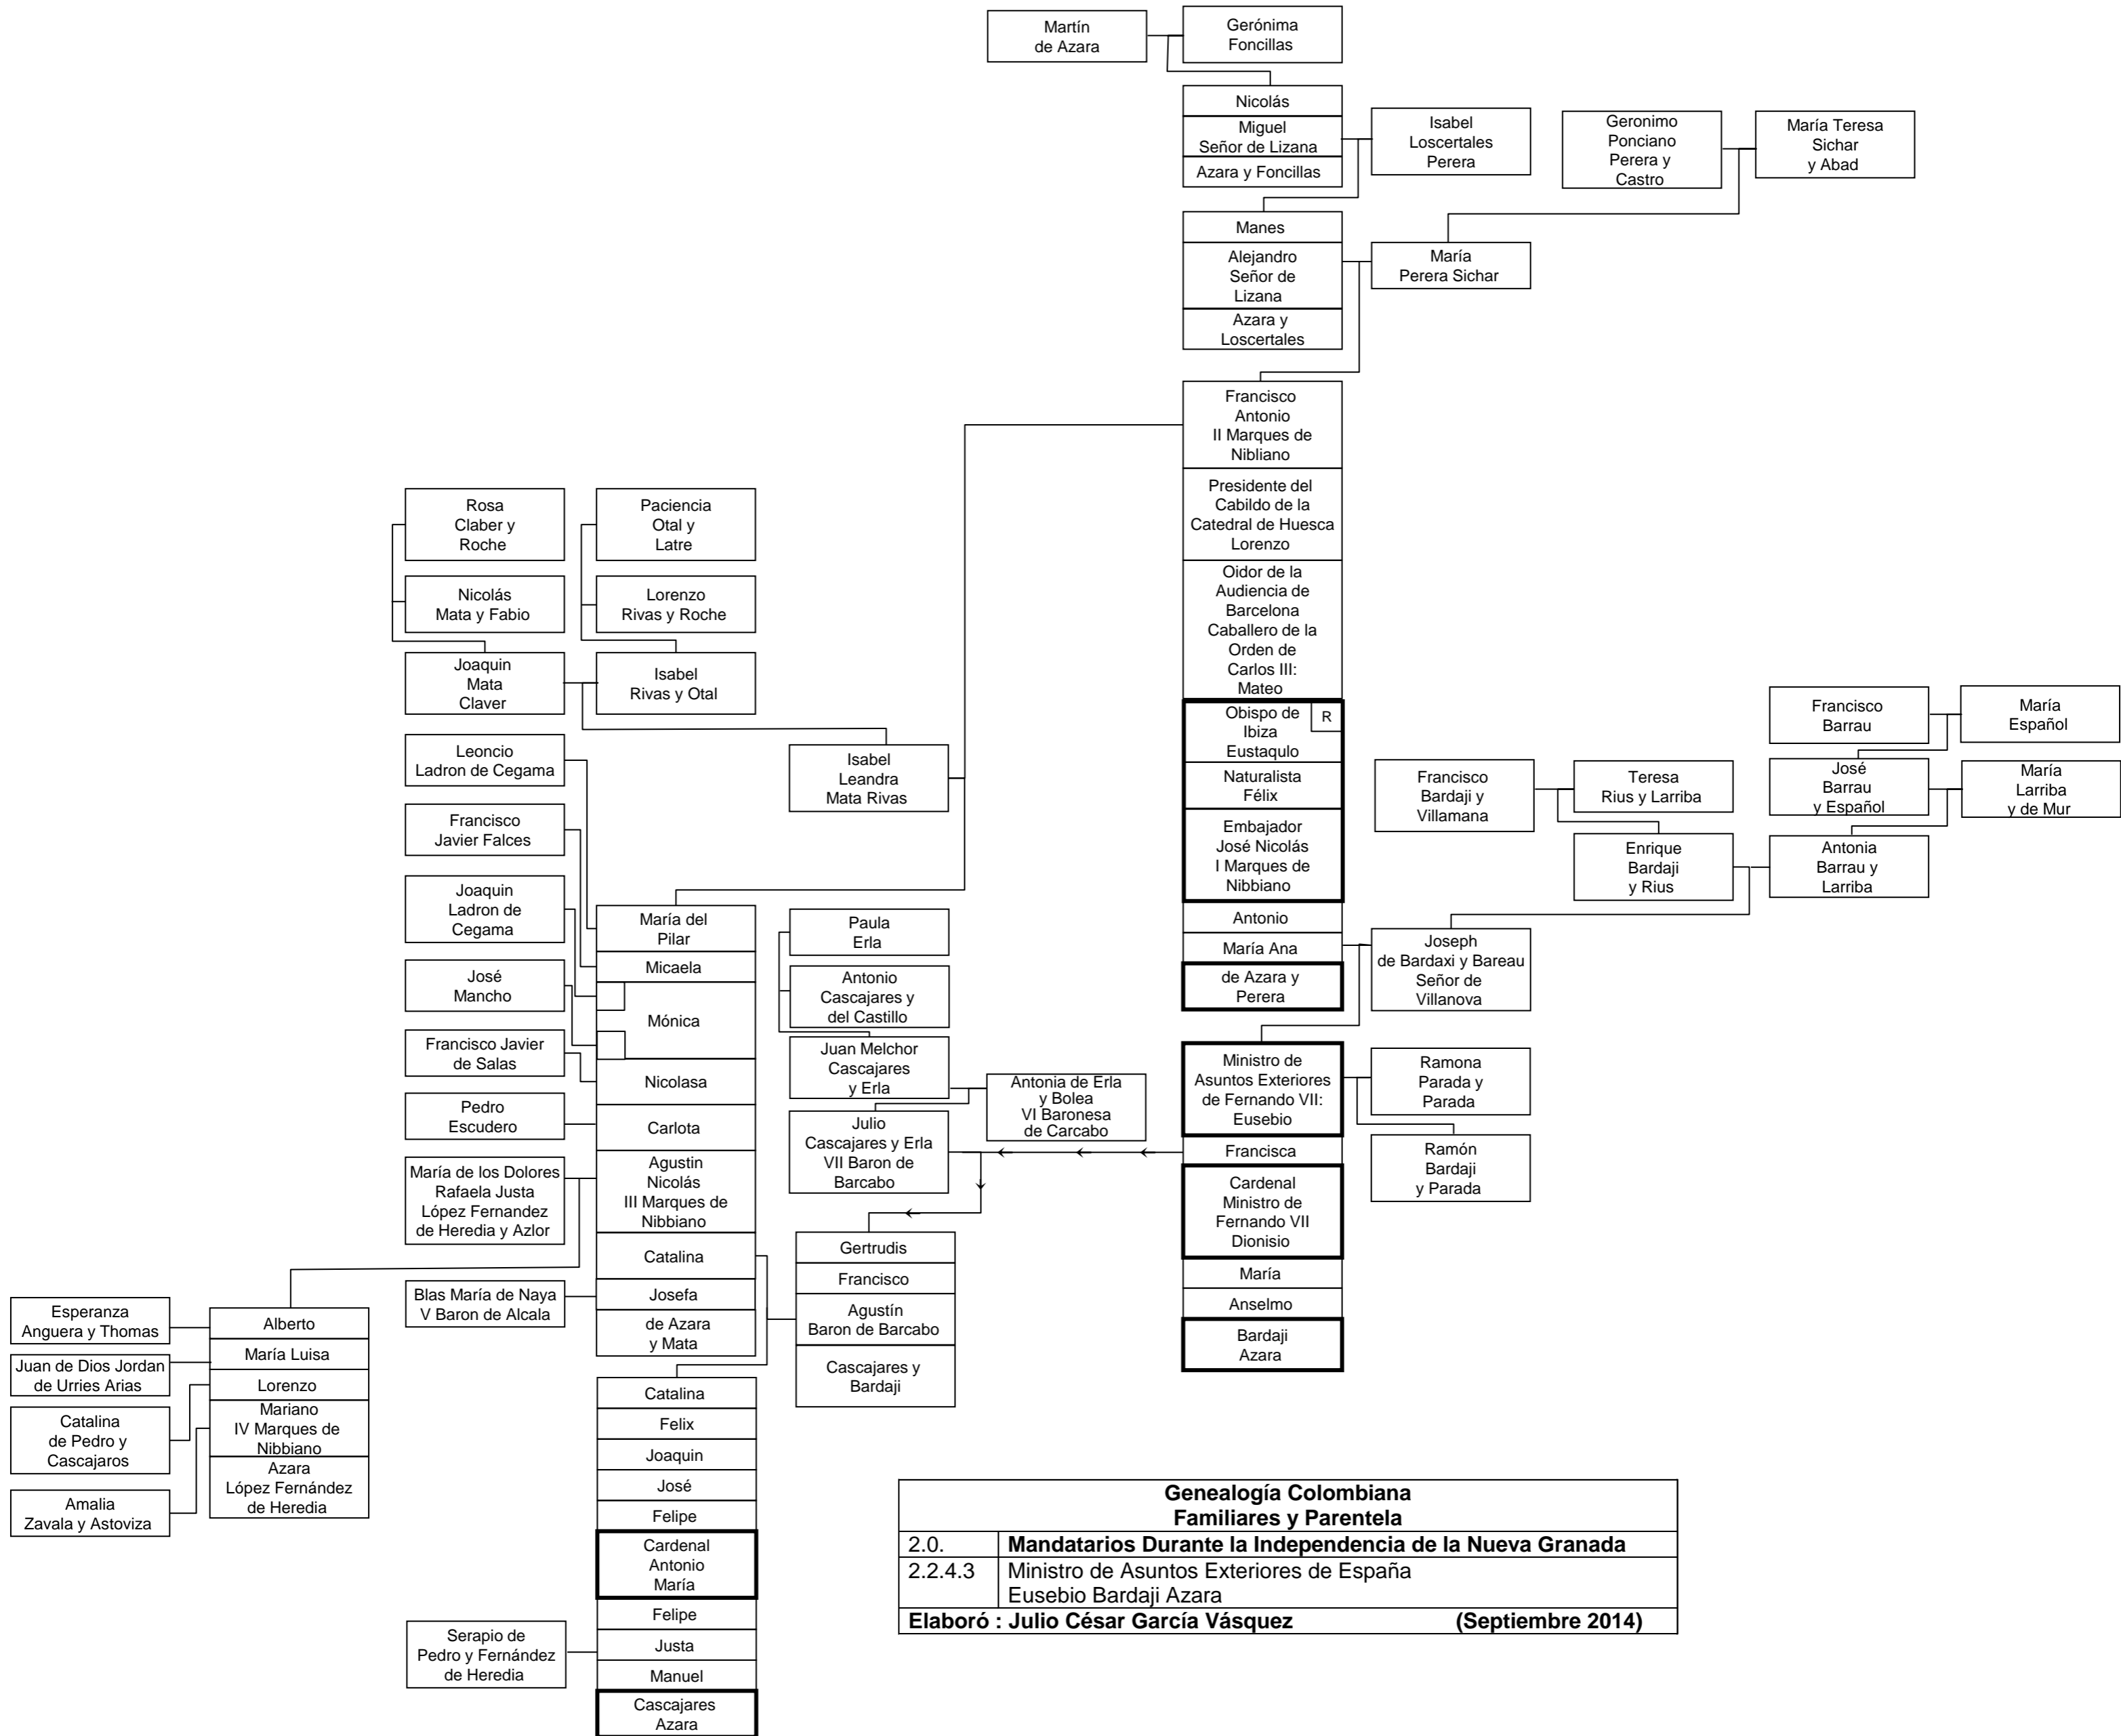 Martín
de Azara
Gerónima
Foncillas
Nicolás
Miguel
Señor de Lizana
Azara y Foncillas
Isabel
Loscertales
Perera
Geronimo
Ponciano
Perera y
Castro
María Teresa
Sichar
y Abad
Manes
Alejandro
Señor de
Lizana
Azara y
Loscertales
María
Perera Sichar
Francisco
Antonio
II Marques de
Nibliano
Presidente del
Cabildo de la
Catedral de Huesca
Lorenzo
Oidor de la
Audiencia de
Barcelona
Caballero de la
Orden de
Carlos III:
Mateo
Obispo de
Ibiza
Eustaqulo
R
Naturalista
Félix
Embajador
José Nicolás
I Marques de
Nibbiano
Antonio
María Ana
de Azara y
Perera
Rosa
Claber y
Roche
Paciencia
Otal y
Latre
Nicolás
Mata y Fabio
Lorenzo
Rivas y Roche
Joaquin
Mata
Claver
Isabel
Rivas y Otal
Isabel
Leandra
Mata Rivas
Francisco
Barrau
María
Español
Francisco
Bardaji y
Villamana
Teresa
Rius y Larriba
José
Barrau
y Español
María
Larriba
y de Mur
Enrique
Bardaji
y Rius
Antonia
Barrau y
Larriba
Joseph
de Bardaxi y Bareau
Señor de
Villanova
Leoncio
Ladron de Cegama
Francisco
Javier Falces
Joaquin
Ladron de
Cegama
José
Mancho
Francisco Javier
de Salas
Pedro
Escudero
María de los Dolores
Rafaela Justa
López Fernandez
de Heredia y Azlor
Blas María de Naya
V Baron de Alcala
María del
Pilar
Micaela
Mónica
Nicolasa
Carlota
Agustin
Nicolás
III Marques de
Nibbiano
Catalina
Josefa
de Azara
y Mata
Paula
Erla
Antonio
Cascajares y
del Castillo
Juan Melchor
Cascajares
y Erla
Antonia de Erla
y Bolea
VI Baronesa
de Carcabo
Julio
Cascajares y Erla
VII Baron de
Barcabo
Ministro de
Asuntos Exteriores
de Fernando VII:
Eusebio
Francisca
Cardenal
Ministro de
Fernando VII
Dionisio
María
Anselmo
Bardaji
Azara
Ramona
Parada y
Parada
Ramón
Bardaji
y Parada
Gertrudis
Francisco
Agustín
Baron de Barcabo
Cascajares y
Bardaji
Esperanza
Anguera y Thomas
Juan de Dios Jordan
de Urries Arias
Catalina
de Pedro y
Cascajaros
Amalia
Zavala y Astoviza
Alberto
María Luisa
Lorenzo
Mariano
IV Marques de
Nibbiano
Azara
López Fernández
de Heredia
Catalina
Felix
Joaquin
José
Felipe
Cardenal
Antonio
María
Felipe
Justa
Manuel
Cascajares
Azara
Serapio de
Pedro y Fernández
de Heredia
Genealogía Colombiana
Familiares y Parentela
2.0. Mandatarios Durante la Independencia de la Nueva Granada
2.2.4.3 Ministro de Asuntos Exteriores de España
Eusebio Bardaji Azara
Elaboró : Julio César García Vásquez (Septiembre 2014)